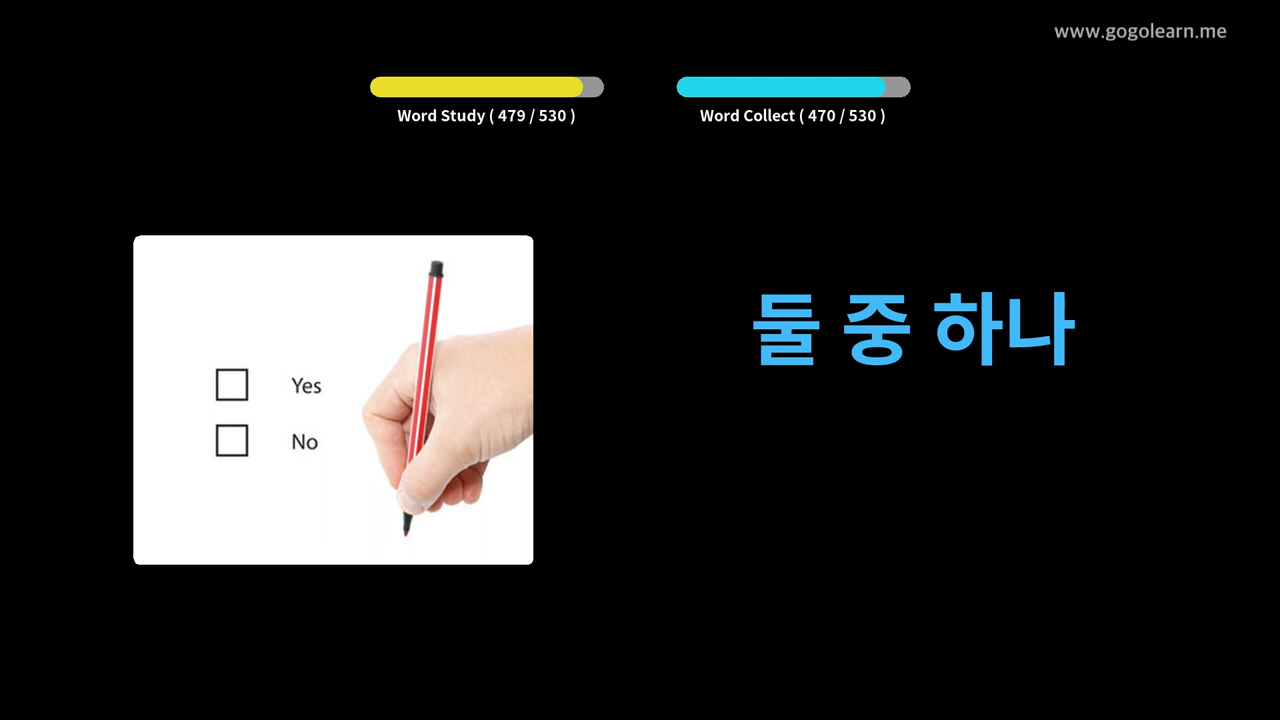 www.gogolearn.me
Word Study ( 479 / 530 )
Word Collect ( 470 / 530 )
둘 중 하나
Yes
No